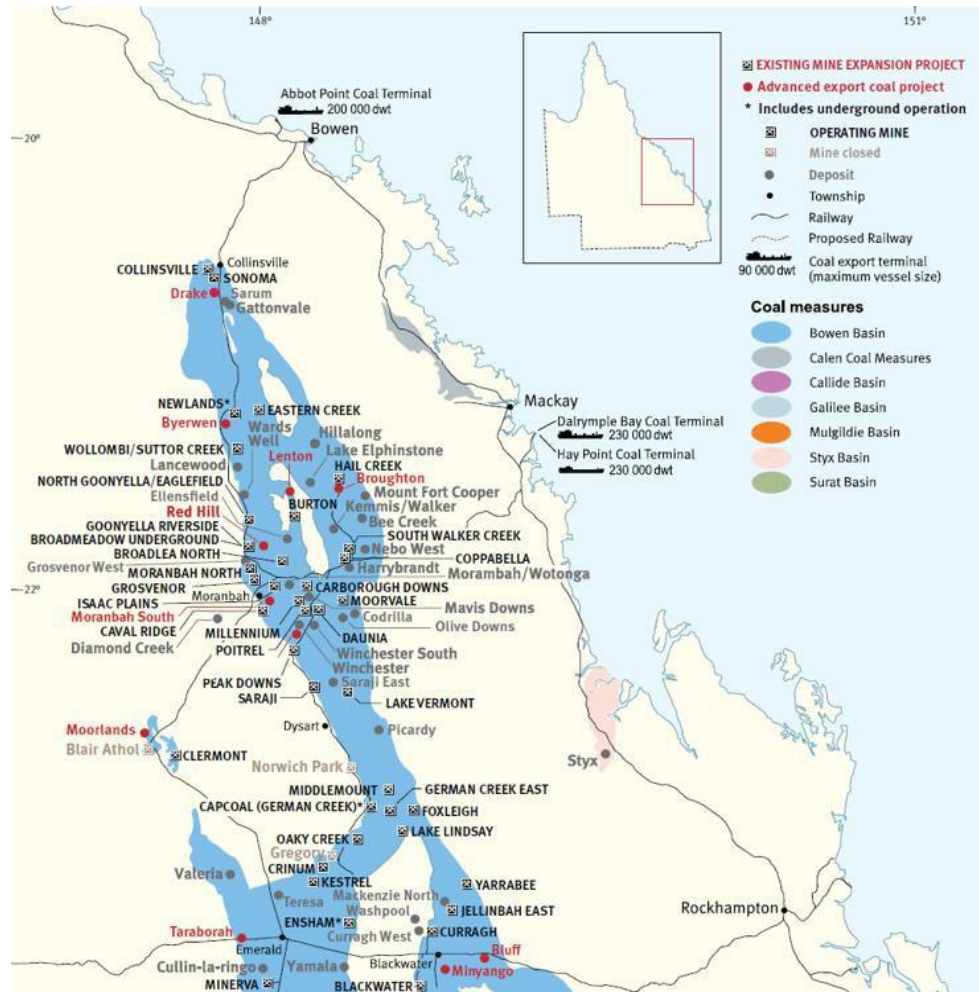 148°
151°
Abbot Point Coal Terminal
200 000 dwt
Bowen
20°
EXISTING MINE EXPANSION PROJECT
Advanced export coal project
* Includes underground operation
OPERATING MINE
Mine closed
Deposit
Township
Railway
Proposed Railway
Coal export terminal
90 000 dwt
(maximum vessel size)
Coal measures
Bowen Basin
Calen Coal Measures
Callide Basin
Galilee Basin
Mulgildie Basin
Styx Basin
Surat Basin
COLLINSVILLE
Collinsville
SONOMA
Drake
Sarum
Gattonvale
Mackay
Dalrymple Bay Coal Terminal
230 000 dwt
Hay Point Coal Terminal
230 000 dwt
NEWLANDS*
EASTERN CREEK
Byerwen
Wards
Well
Hillalong
WOLLOMBI/SUTTOR CREEK
Lenton
Lake Elphinstone
Lancewood
HAIL CREEK
NORTH GOONYELLA/EAGLEFIELD
Broughton
Ellensfield
BURTON
Mount Fort Cooper
Red Hill
Kemmis/Walker
GOONYELLA RIVERSIDE
Bee Creek
BROADMEADOW UNDERGROUND
SOUTH WALKER CREEK
BROADLEA NORTH
Nebo West
COPPABELLA
Grosvenor West
Harrybrandt
MORANBAH NORTH
Morambah/Wotonga
22°
GROSVENOR
CARBOROUGH DOWNS
Moranbah
ISAAC PLAINS
MOORVALE
Mavis Downs
Moranbah South
Codrilla
CAVAL RIDGE
MILLENNIUM
Olive Downs
Diamond Creek
POITREL
DAUNIA
Winchester South
Winchester
PEAK DOWNS
Saraji East
SARAJI
LAKE VERMONT
Moorlands
Dysart
Picardy
Blair Athol
CLERMONT
Norwich Park
Styx
MIDDLEMOUNT
GERMAN CREEK EAST
CAPCOAL (GERMAN CREEK)*
FOXLEIGH
LAKE LINDSAY
OAKY CREEK
Gregory
CRINUM
Valeria
KESTREL
YARRABEE
Teresa
Mackenzie North
Washpool
JELLINBAH EAST
ENSHAM*
Rockhampton
Taraborah
Curragh West
CURRAGH
Emerald
Bluff
Cullin-la-ringo
Yamala
Blackwater
Minyango
MINERVA
BLACKWATER